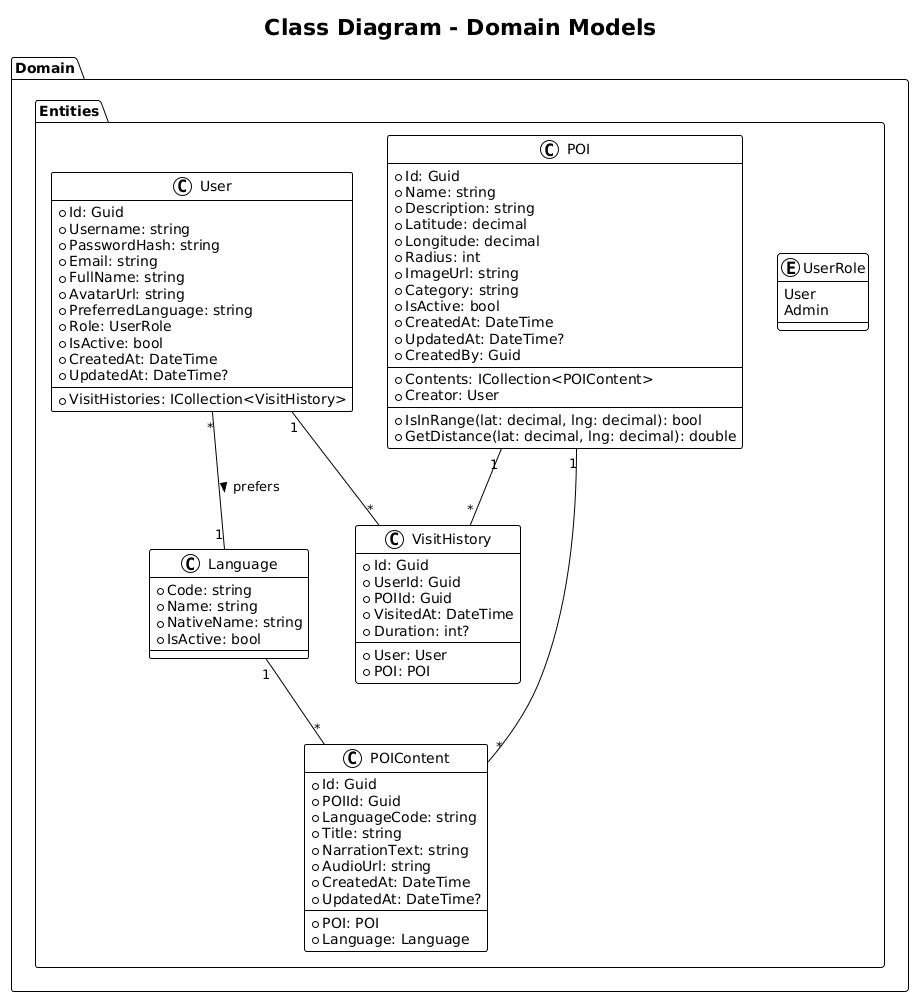 Class Diagram - Domain Models
Domain
Entities
C User
Id: Guid
Username: string
PasswordHash: string
Email: string
FullName: string
AvatarUrl: string
PreferredLanguage: string
Role: UserRole
IsActive: bool
CreatedAt: DateTime
UpdatedAt: DateTime?
VisitHistories: ICollection<VisitHistory>
C POI
Id: Guid
Name: string
Description: string
Latitude: decimal
Longitude: decimal
Radius: int
ImageUrl: string
Category: string
IsActive: bool
CreatedAt: DateTime
UpdatedAt: DateTime?
CreatedBy: Guid
Contents: ICollection<POIContent>
Creator: User
IsInRange(lat: decimal, lng: decimal): bool
GetDistance(lat: decimal, lng: decimal): double
E UserRole
User
Admin
*
1
1
1
prefers
1
*
*
C Language
Code: string
Name: string
NativeName: string
IsActive: bool
C VisitHistory
Id: Guid
UserId: Guid
POIId: Guid
VisitedAt: DateTime
Duration: int?
User: User
POI: POI
1
*
*
C POIContent
Id: Guid
POIId: Guid
LanguageCode: string
Title: string
NarrationText: string
AudioUrl: string
CreatedAt: DateTime
UpdatedAt: DateTime?
POI: POI
Language: Language